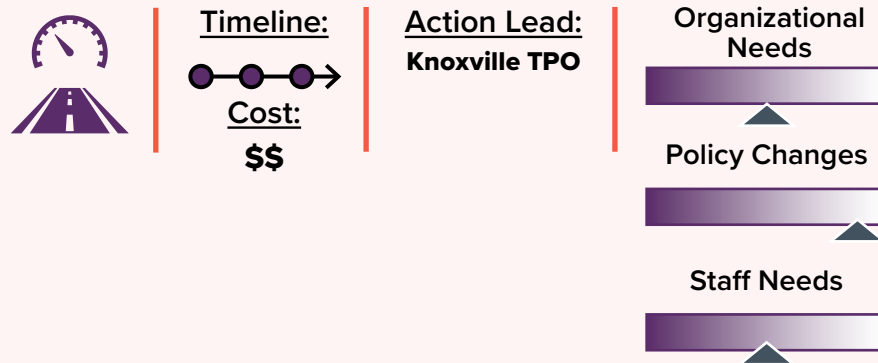 Timeline:
Cost:
$$
Action Lead:
Knoxville TPO
Organizational
Needs
Policy Changes
Staff Needs